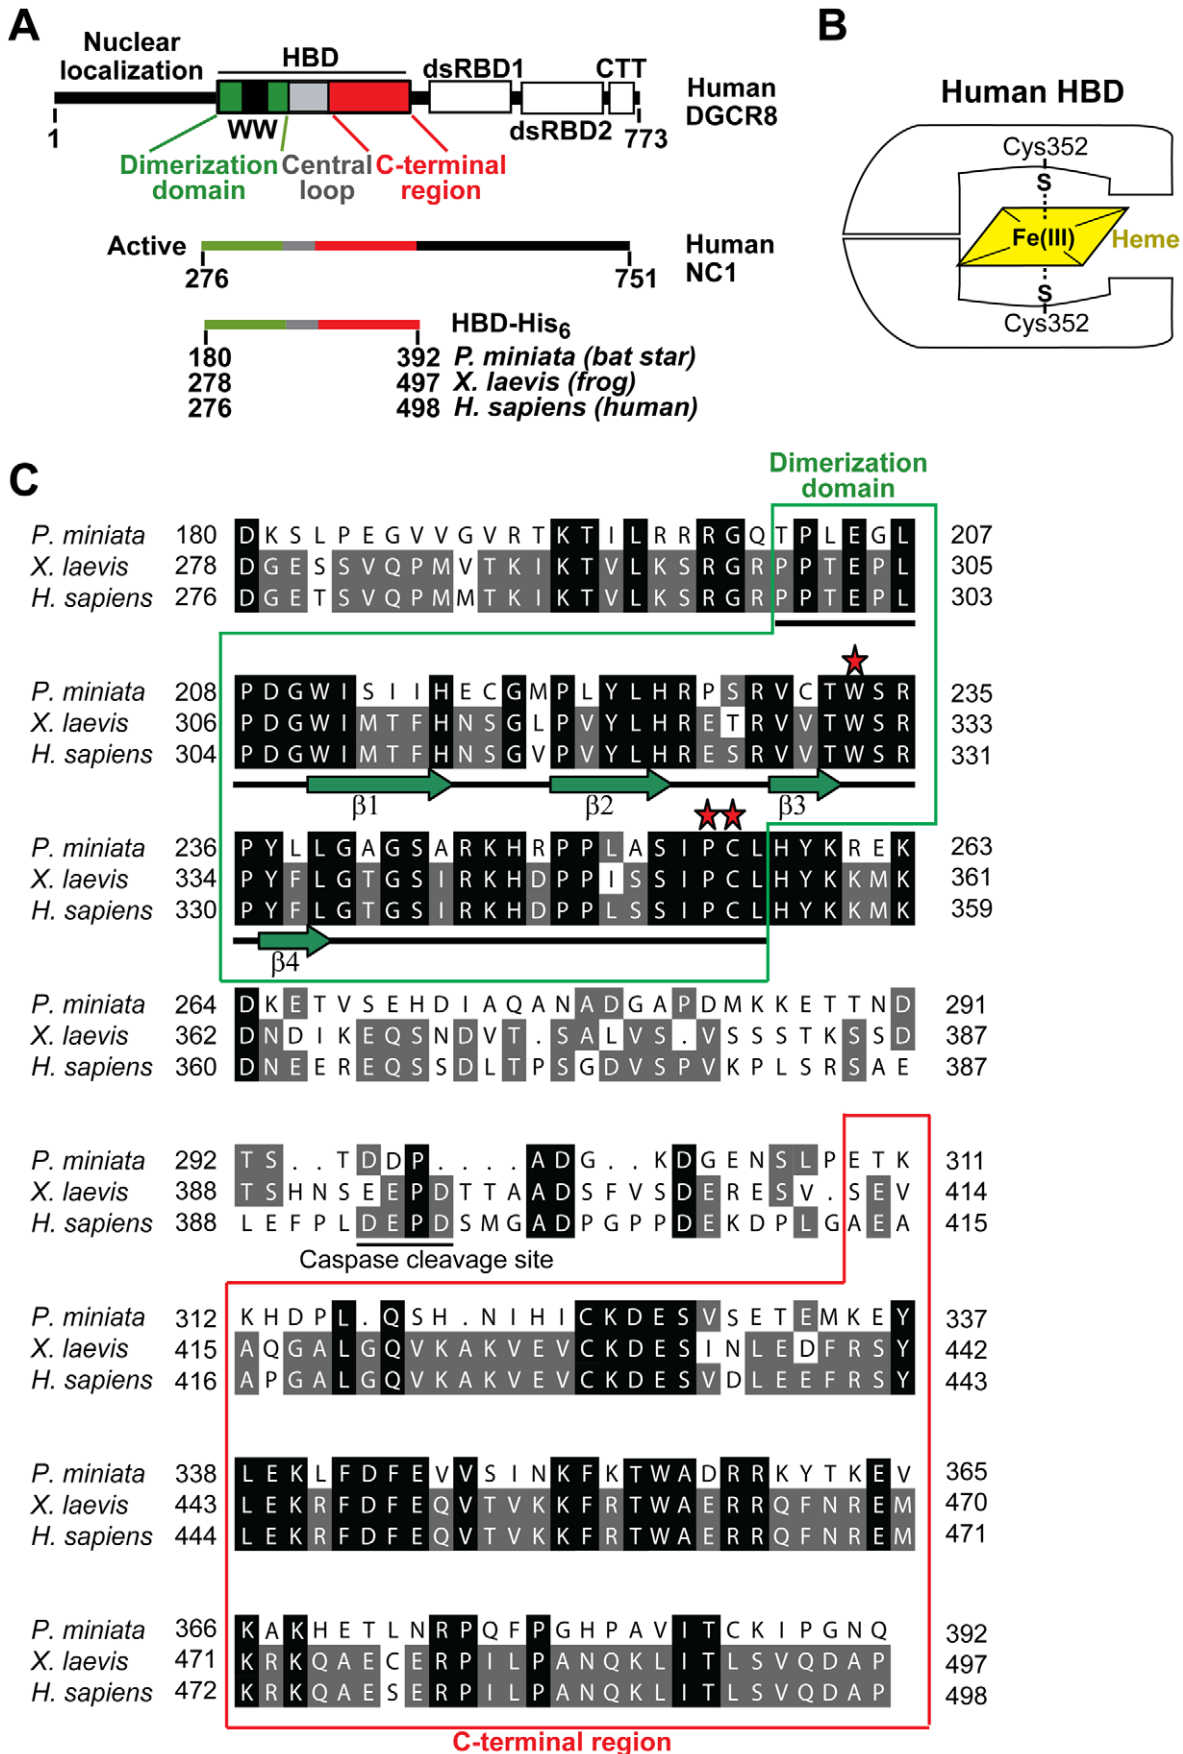 A
Nuclear
localization
HBD
dsRBD1
CTT
Human
DGCR8
1
WW
dsRBD2
773
Dimerization
domain
Central
loop
C-terminal
region
Active
Human
NC1
276
751
HBD-His6
180 392 P. miniata (bat star)
278 497 X. laevis (frog)
276 498 H. sapiens (human)
B
Human HBD
Cys352
S
Fe(III)
Heme
S
Cys352
C
Dimerization
domain
P. miniata 180 D K S L P E G V V G V R T K T I L R R R G Q T P L E G L 207
X. laevis 278 D G E S S V Q P M V T K I K T V L K S R G R P P T E P L 305
H. sapiens 276 D G E T S V Q P M M T K I K T V L K S R G R P P T E P L 303
P. miniata 208 P D G W I S I I H E C G M P L Y L H R P S R V C T W S R 235
X. laevis 306 P D G W I M T F H N S G L P V Y L H R E T R V V T W S R 333
H. sapiens 304 P D G W I M T F H N S G V P V Y L H R E S R V V T W S R 331
β1 β2 β3
P. miniata 236 P Y L L G A G S A R K H R P P L A S I P C L H Y K R E K 263
X. laevis 334 P Y F L G T G S I R K H D P P I S S I P C L H Y K K M K 361
H. sapiens 330 P Y F L G T G S I R K H D P P L S S I P C L H Y K K M K 359
β4
P. miniata 264 D K E T V S E H D I A Q A N A D G A P D M K K E T T N D 291
X. laevis 362 D N D I K E Q S N D V T . S A L V S . V S S S T K S S D 387
H. sapiens 360 D N E E R E Q S S D L T P S G D V S P V K P L S R S A E 387
P. miniata 292 T S . . T D D P . . . . A D G . . K D G E N S L P E T K 311
X. laevis 388 T S H N S E E P D T T A A D S F V S D E R E S V . S E V 414
H. sapiens 388 L E F P L D E P D S M G A D P G P P D E K D P L G A E A 415
Caspase cleavage site
P. miniata 312 K H D P L . Q S H . N I H I C K D E S V S E T E M K E Y 337
X. laevis 415 A Q G A L G Q V K A K V E V C K D E S I N L E D F R S Y 442
H. sapiens 416 A P G A L G Q V K A K V E V C K D E S V D L E E F R S Y 443
P. miniata 338 L E K L F D F E V V S I N K F K T W A D R R K Y T K E V 365
X. laevis 443 L E K R F D F E Q V T V K K F R T W A E R R Q F N R E M 470
H. sapiens 444 L E K R F D F E Q V T V K K F R T W A E R R Q F N R E M 471
P. miniata 366 K A K H E T L N R P Q F P G H P A V I T C K I P G N Q 392
X. laevis 471 K R K Q A E C E R P I L P A N Q K L I T L S V Q D A P 497
H. sapiens 472 K R K Q A E S E R P I L P A N Q K L I T L S V Q D A P 498
C-terminal region